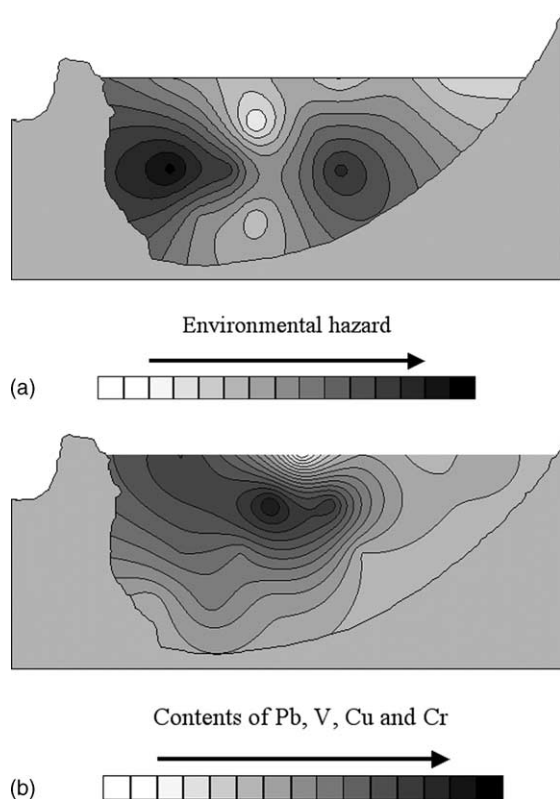 Environmental hazard
(a)
Contents of Pb, V, Cu and Cr
(b)